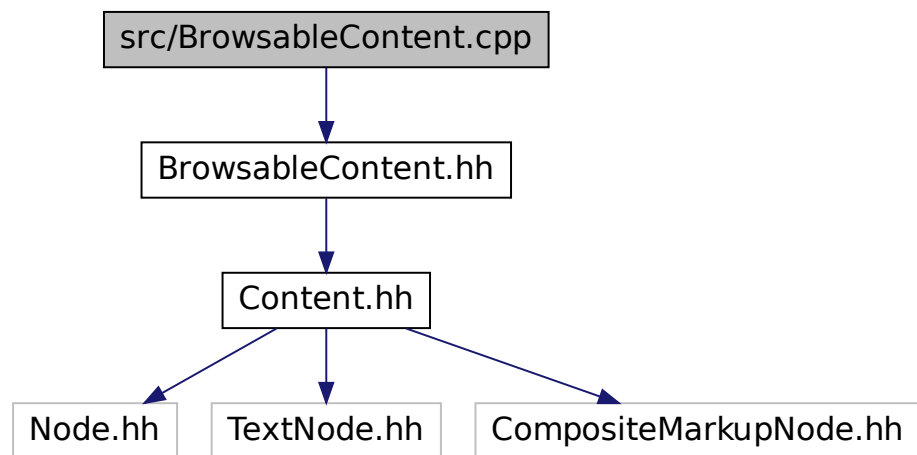 src/BrowsableContent.cpp
BrowsableContent.hh
Content.hh
Node.hh
TextNode.hh
CompositeMarkupNode.hh